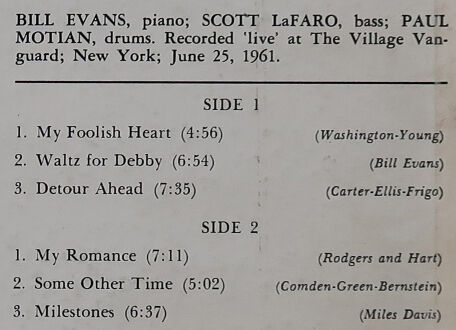 BILL EVANS, piano; SCOTT LaFARO, bass; PAUL
MOTIAN, drums. Recorded 'live' at The Village Van-
guard; New York; June 25, 1961.
SIDE 1
1. My Foolish Heart (4:56) (Washington-Young)
2. Waltz for Debby (6:54) (Bill Evans)
3. Detour Ahead (7:35) (Carter-Ellis-Frigo)
SIDE 2
1. My Romance (7:11) (Rodgers and Hart)
2. Some Other Time (5:02) (Comden-Green-Bernstein)
3. Milestones (6:37) (Miles Davis)